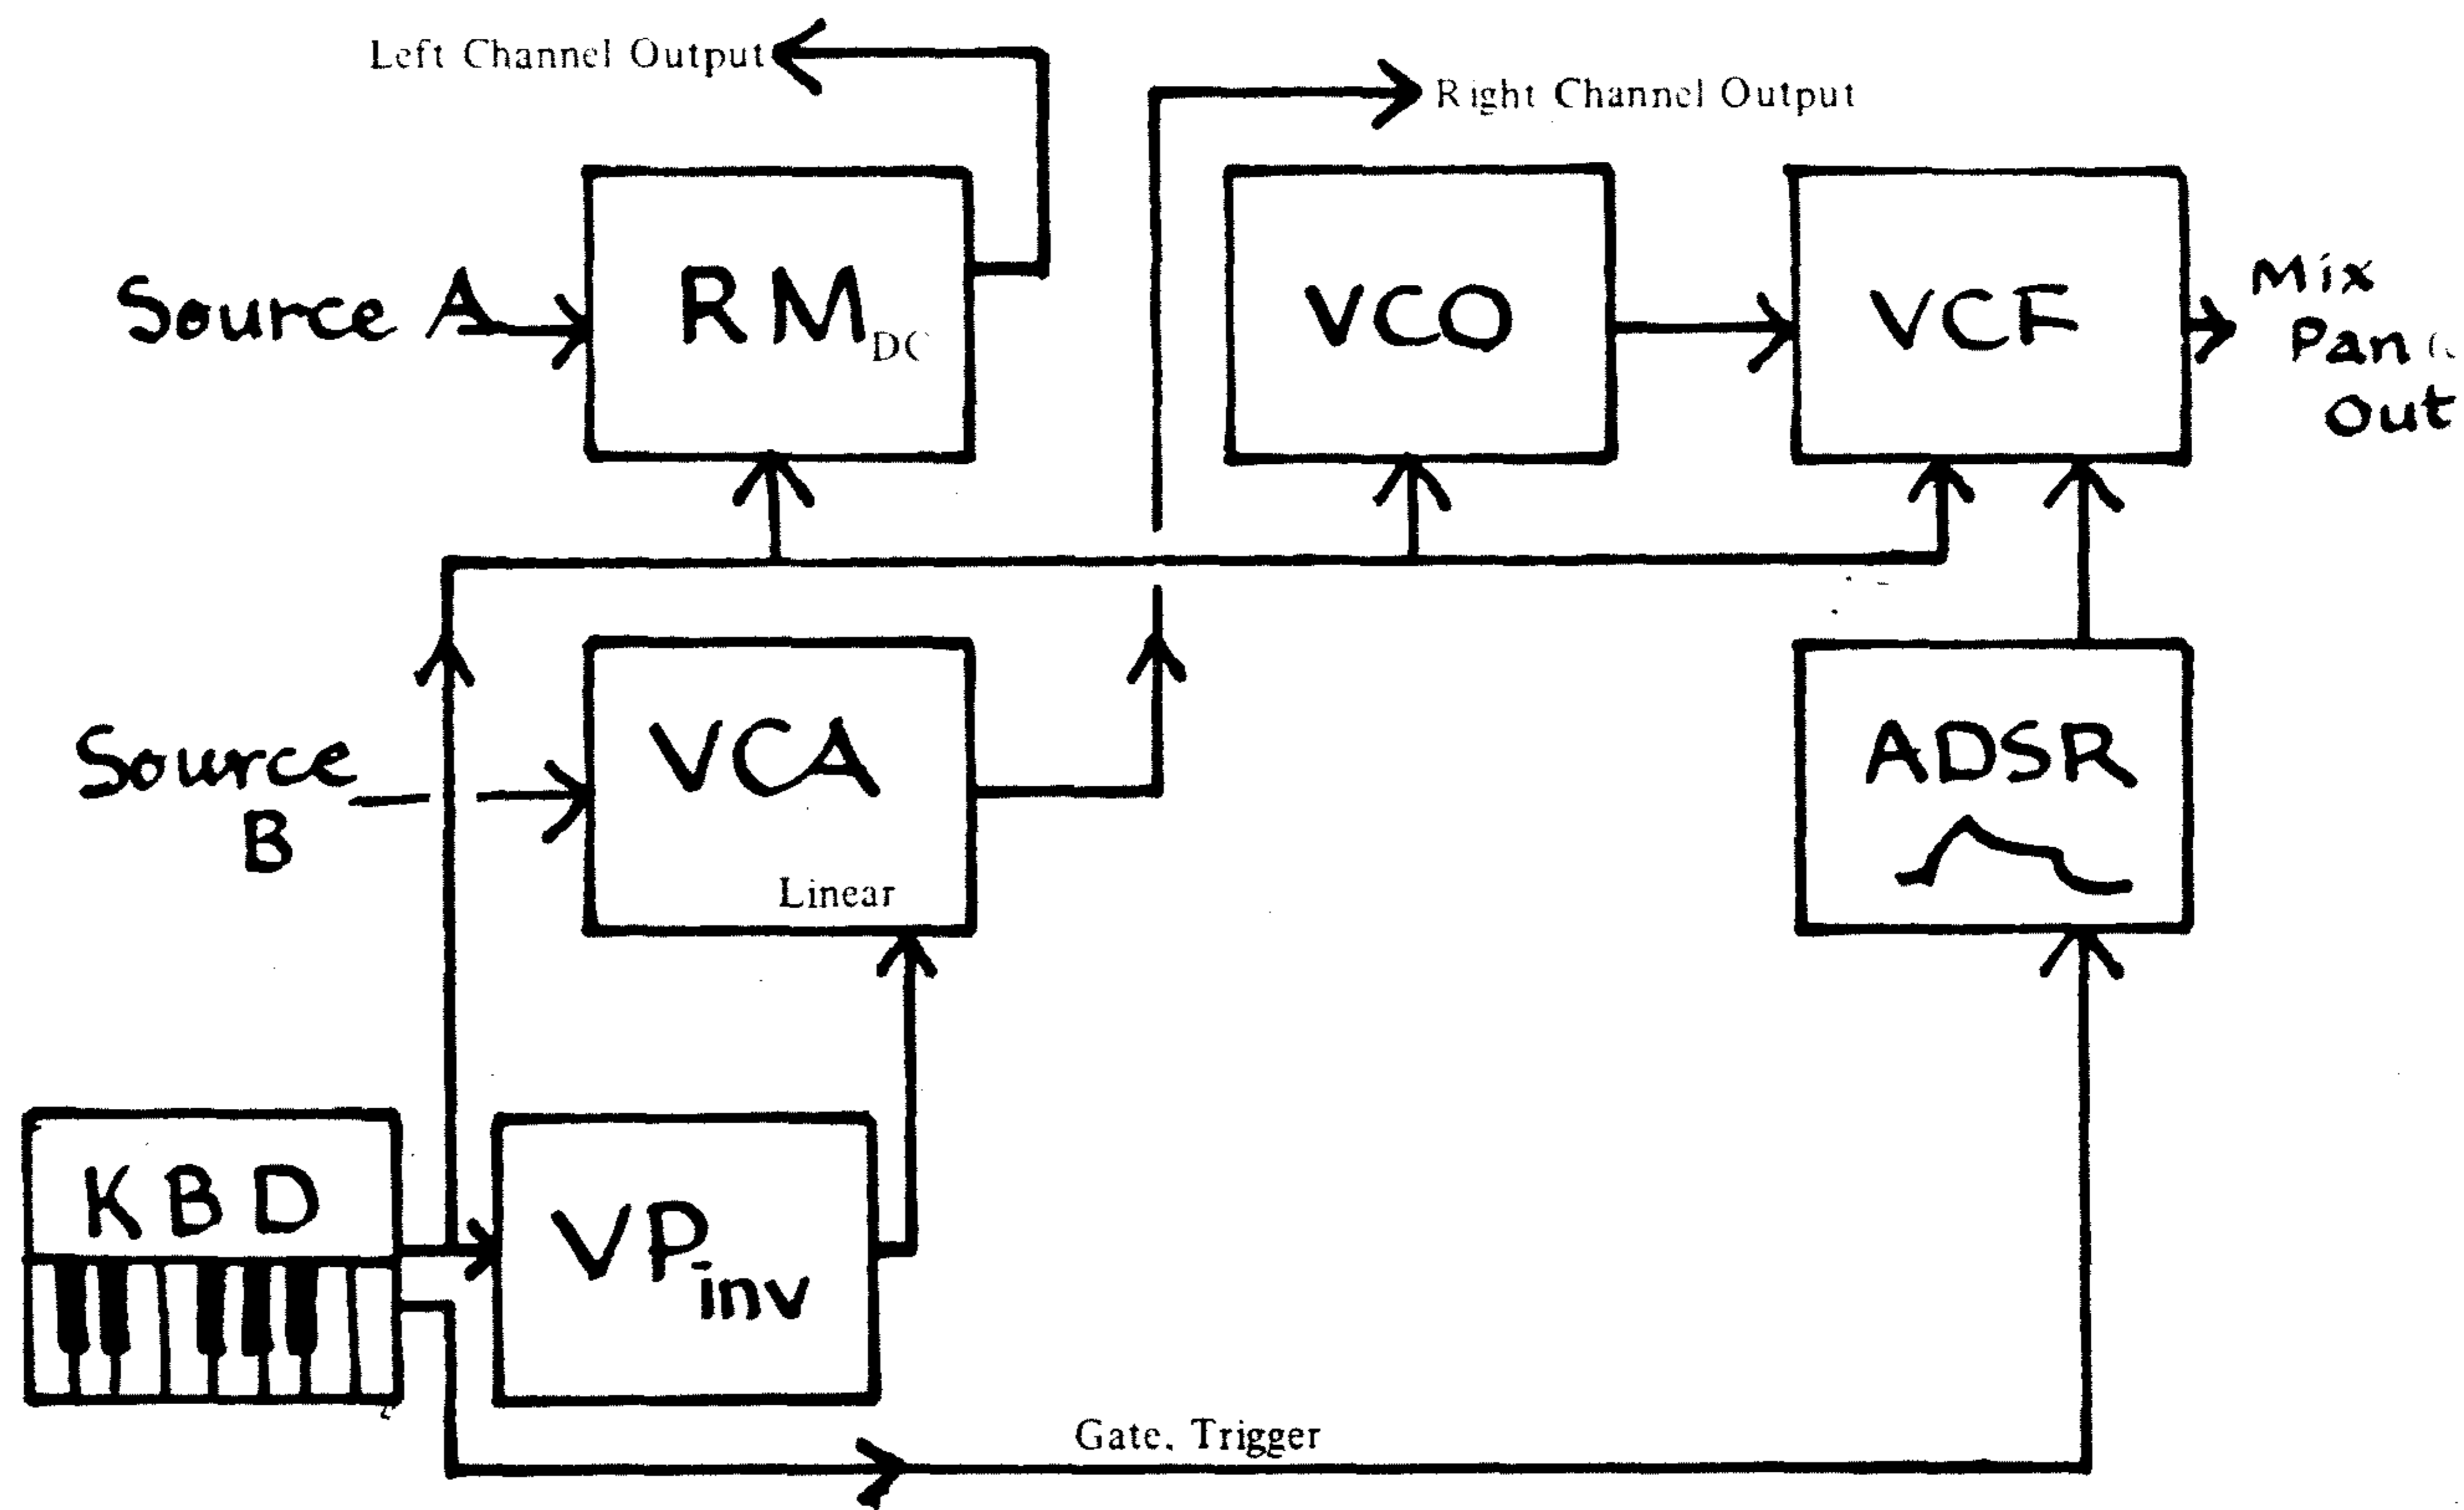 Left Channel Output
Right Channel Output
Source A
RM DC
VCO
VCF
Mix
Pan
Out
Source
B
VCA
Linear
ADSR
KBD
VP inv
Gate, Trigger